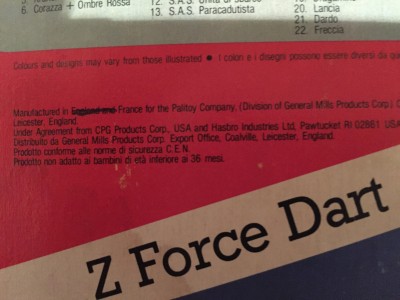 6. Corazza + Ombre Rossa
12. S.A.S. Unità di sbarco
13. S.A.S. Paracadutista
20. Lancia
21. Dardo
22. Freccia
Colours and designs may vary from those illustrated ● I colori e i disegni possono essere diversi da
Manufactured in England and France for the Palitoy Company, (Division of General Mills Products Corp.)
Leicester, England.
Under Agreement from CPG Products Corp., USA and Hasbro Industries Ltd, Pawtucket RI 02861 USA
Distribuito da General Mills Products Corp. Export Office, Coalville, Leicester, England.
Prodotto conforme alle norme di sicurezza C.E.N.
Prodotto non adatto ai bambini di età inferiore ai 36 mesi.
Z Force Dart